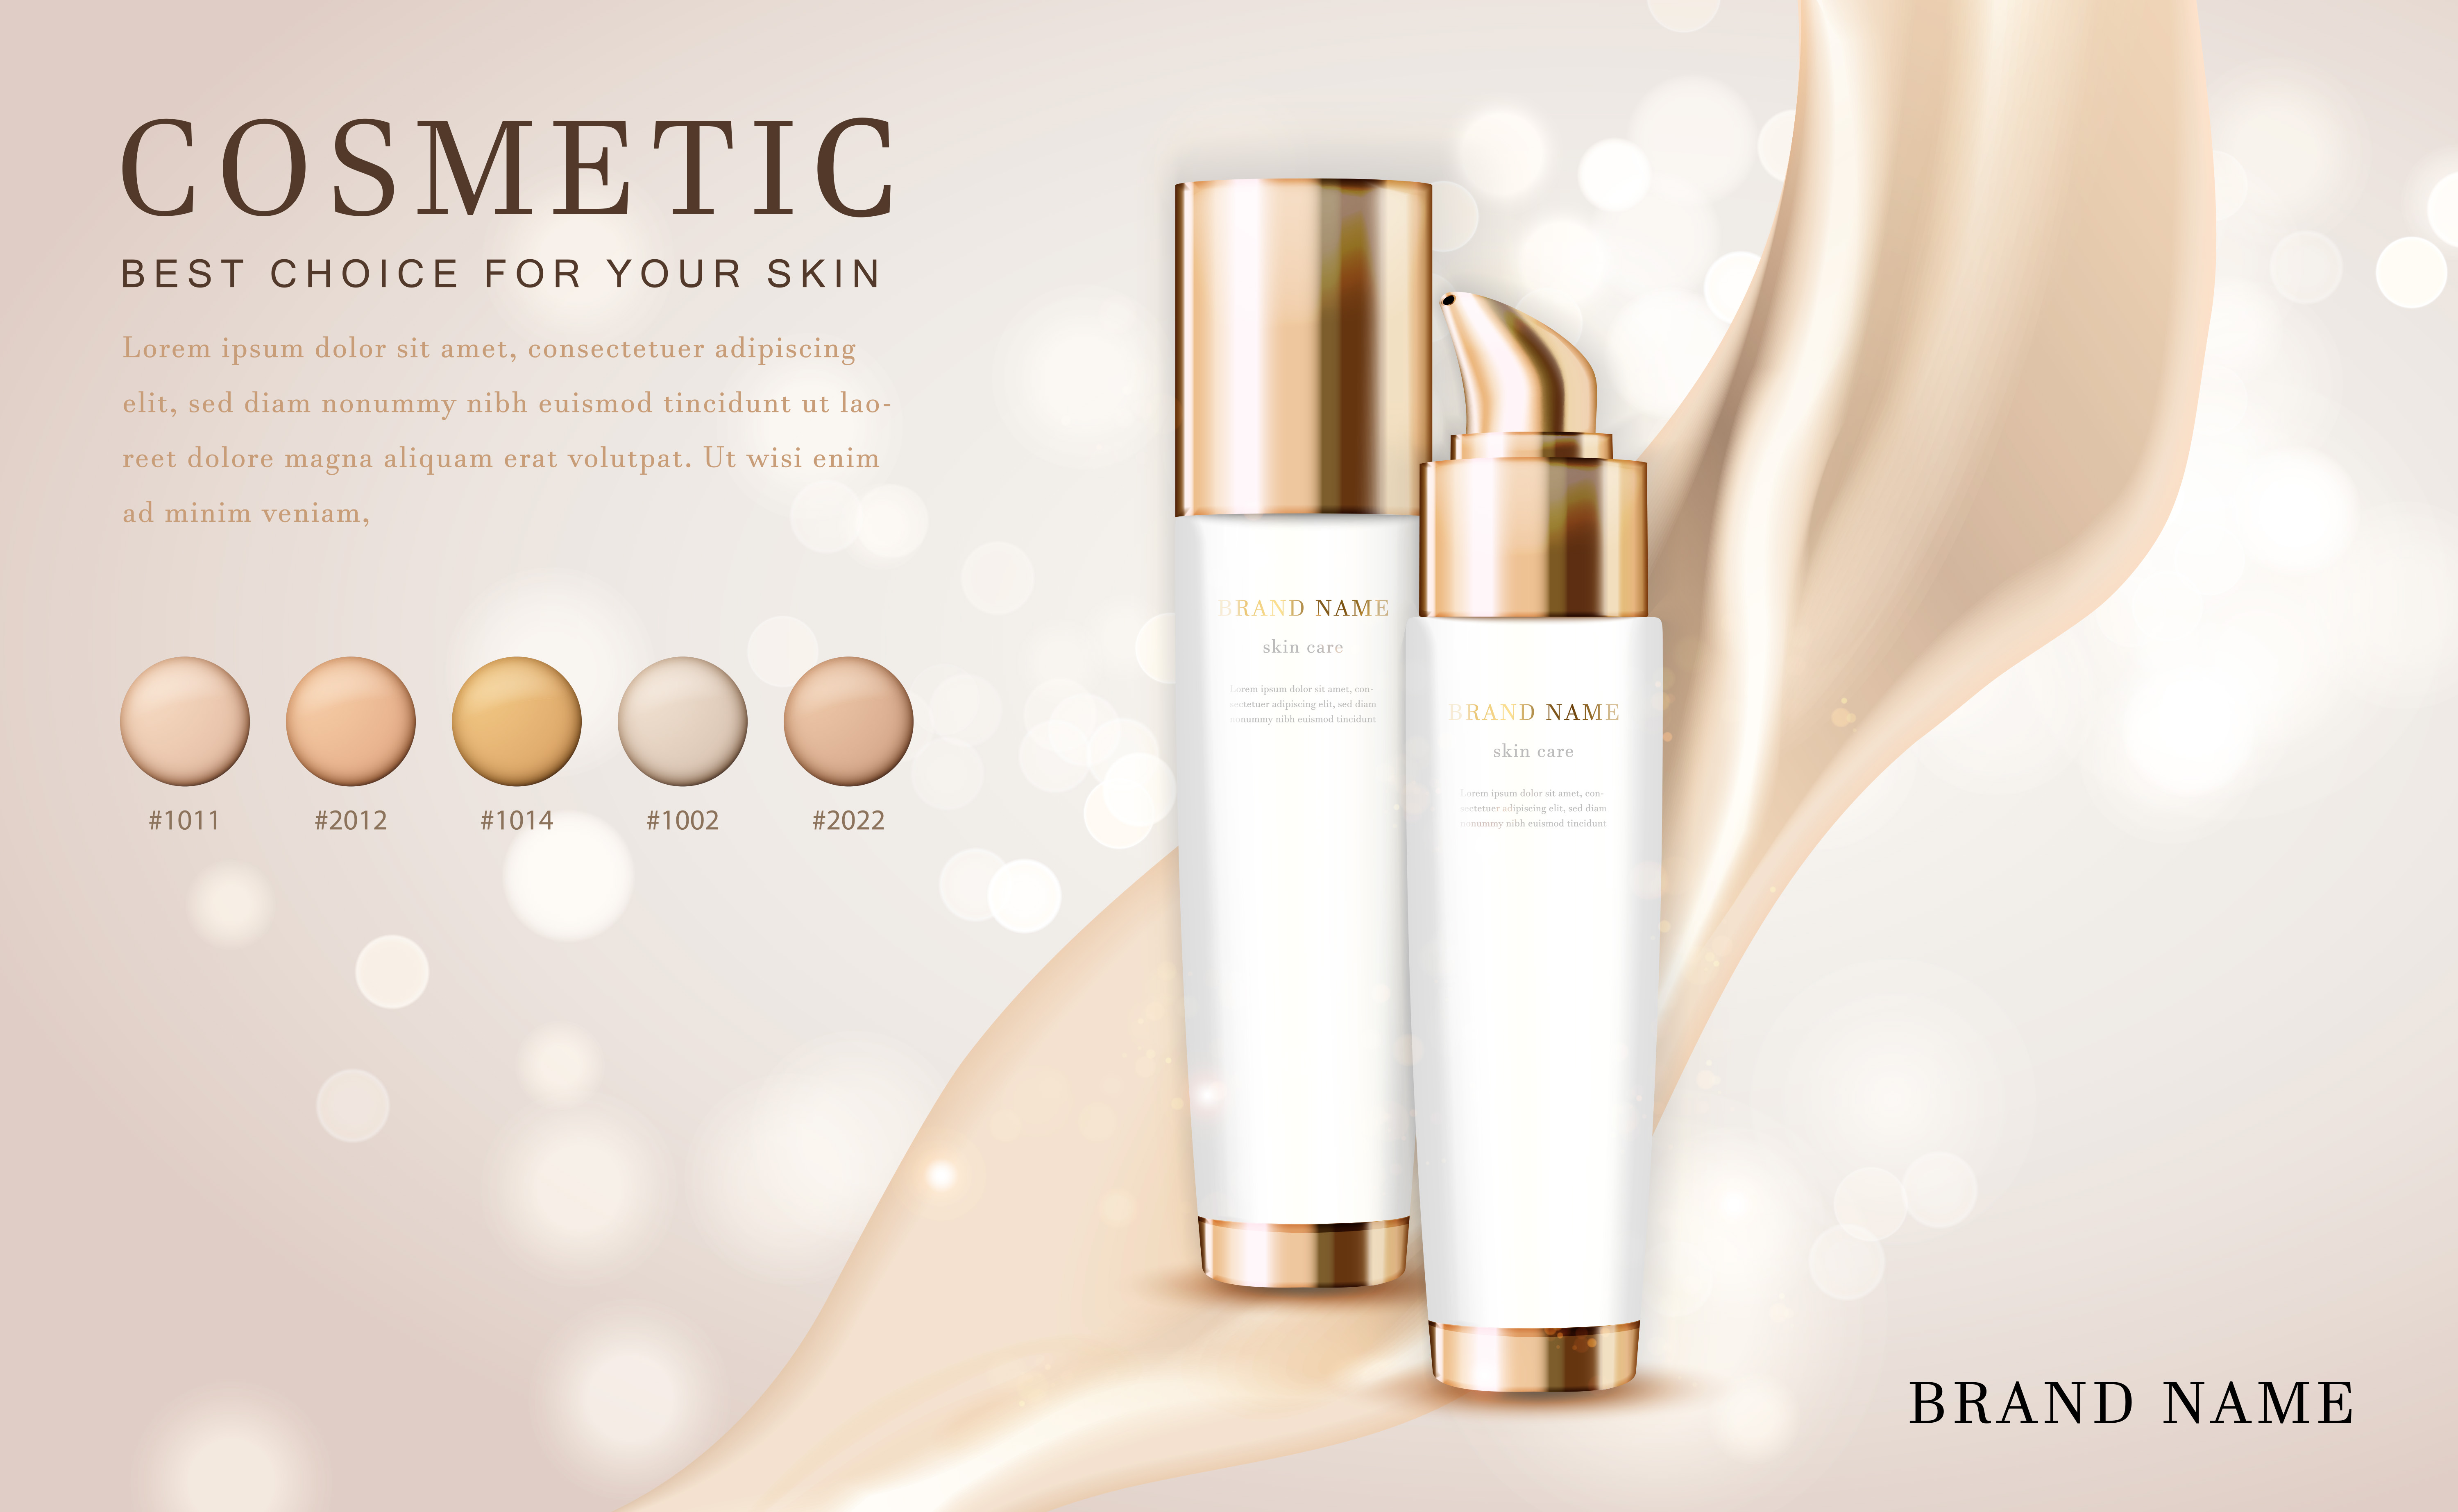 COSMETIC
BEST CHOICE FOR YOUR SKIN
Lorem ipsum dolor sit amet, consectetuer adipiscing
elit, sed diam nonummy nibh euismod tincidunt ut lao-
reet dolore magna aliquam erat volutpat. Ut wisi enim
ad minim veniam,
#1011 #2012 #1014 #1002 #2022
BRAND NAME
skin care
Lorem ipsum dolor sit amet, con-
sectetuer adipiscing elit, sed diam
nonummy nibh euismod tincidunt
BRAND NAME
skin care
Lorem ipsum dolor sit amet, con-
sectetuer adipiscing elit, sed diam
nonummy nibh euismod tincidunt
BRAND NAME